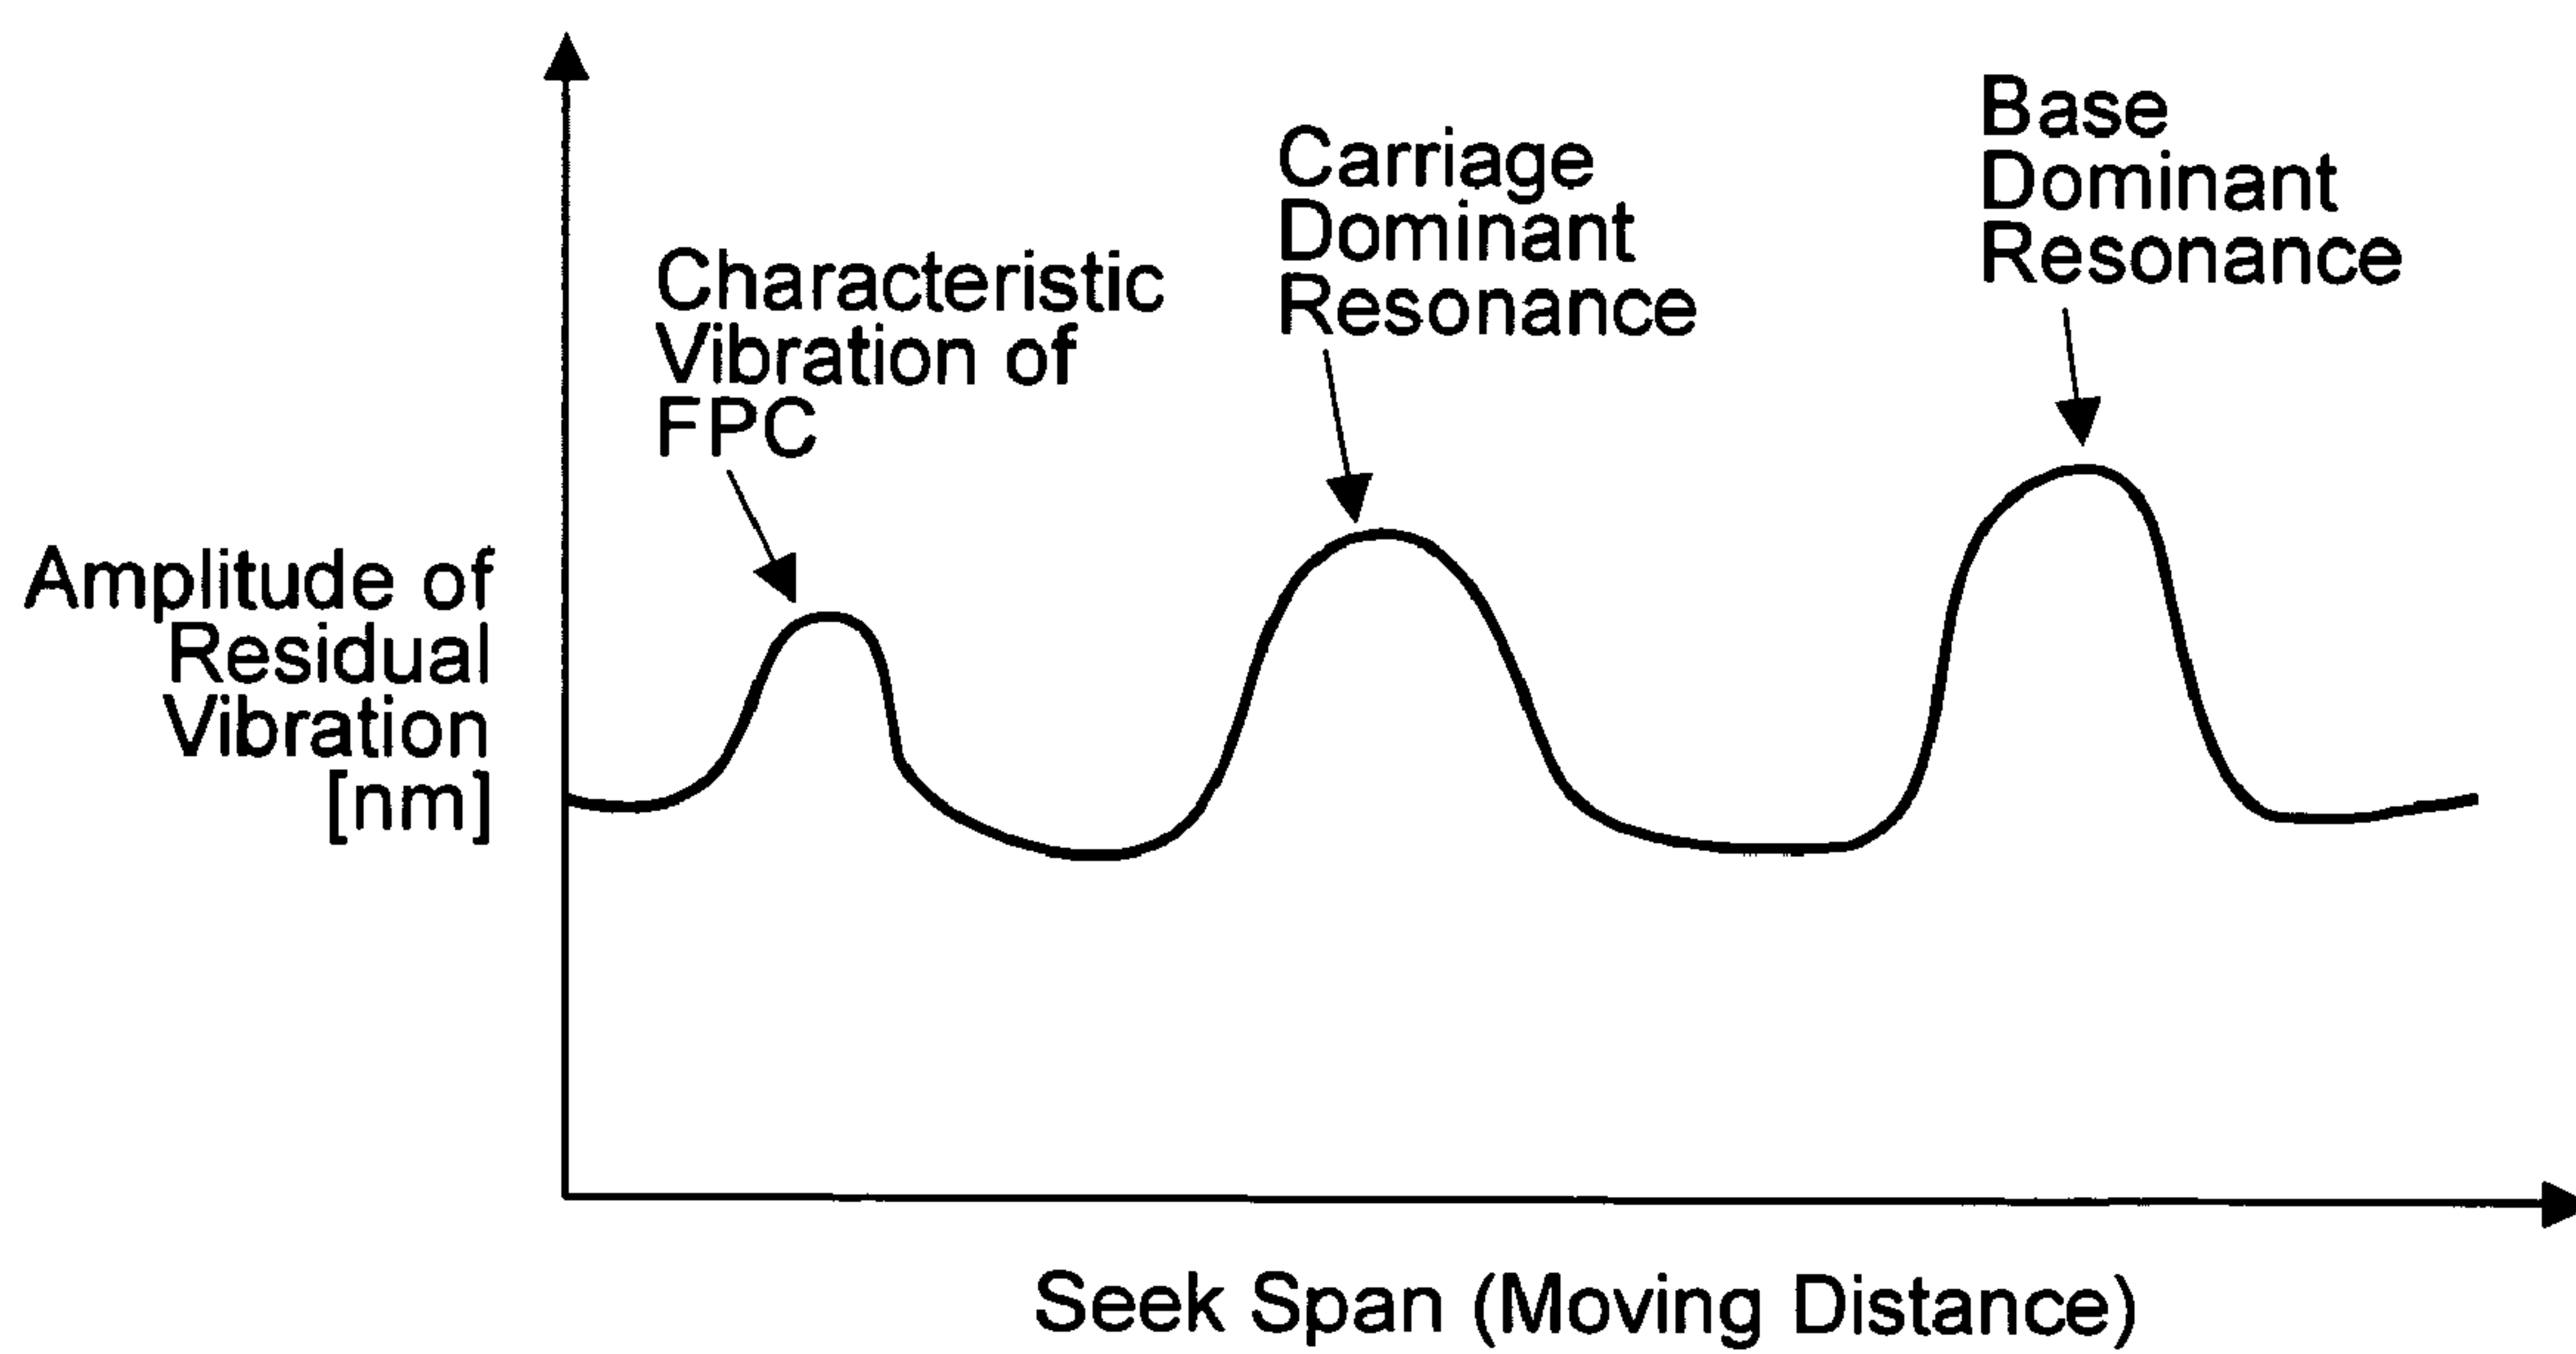 Base
Dominant
Resonance
Carriage
Dominant
Resonance
Characteristic
Vibration of
FPC
Amplitude of
Residual
Vibration
[nm]
Seek Span (Moving Distance)